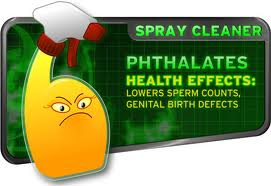 SPRAY CLEANER
PHTHALATES
HEALTH EFFECTS:
LOWERS SPERM COUNTS,
GENITAL BIRTH DEFECTS